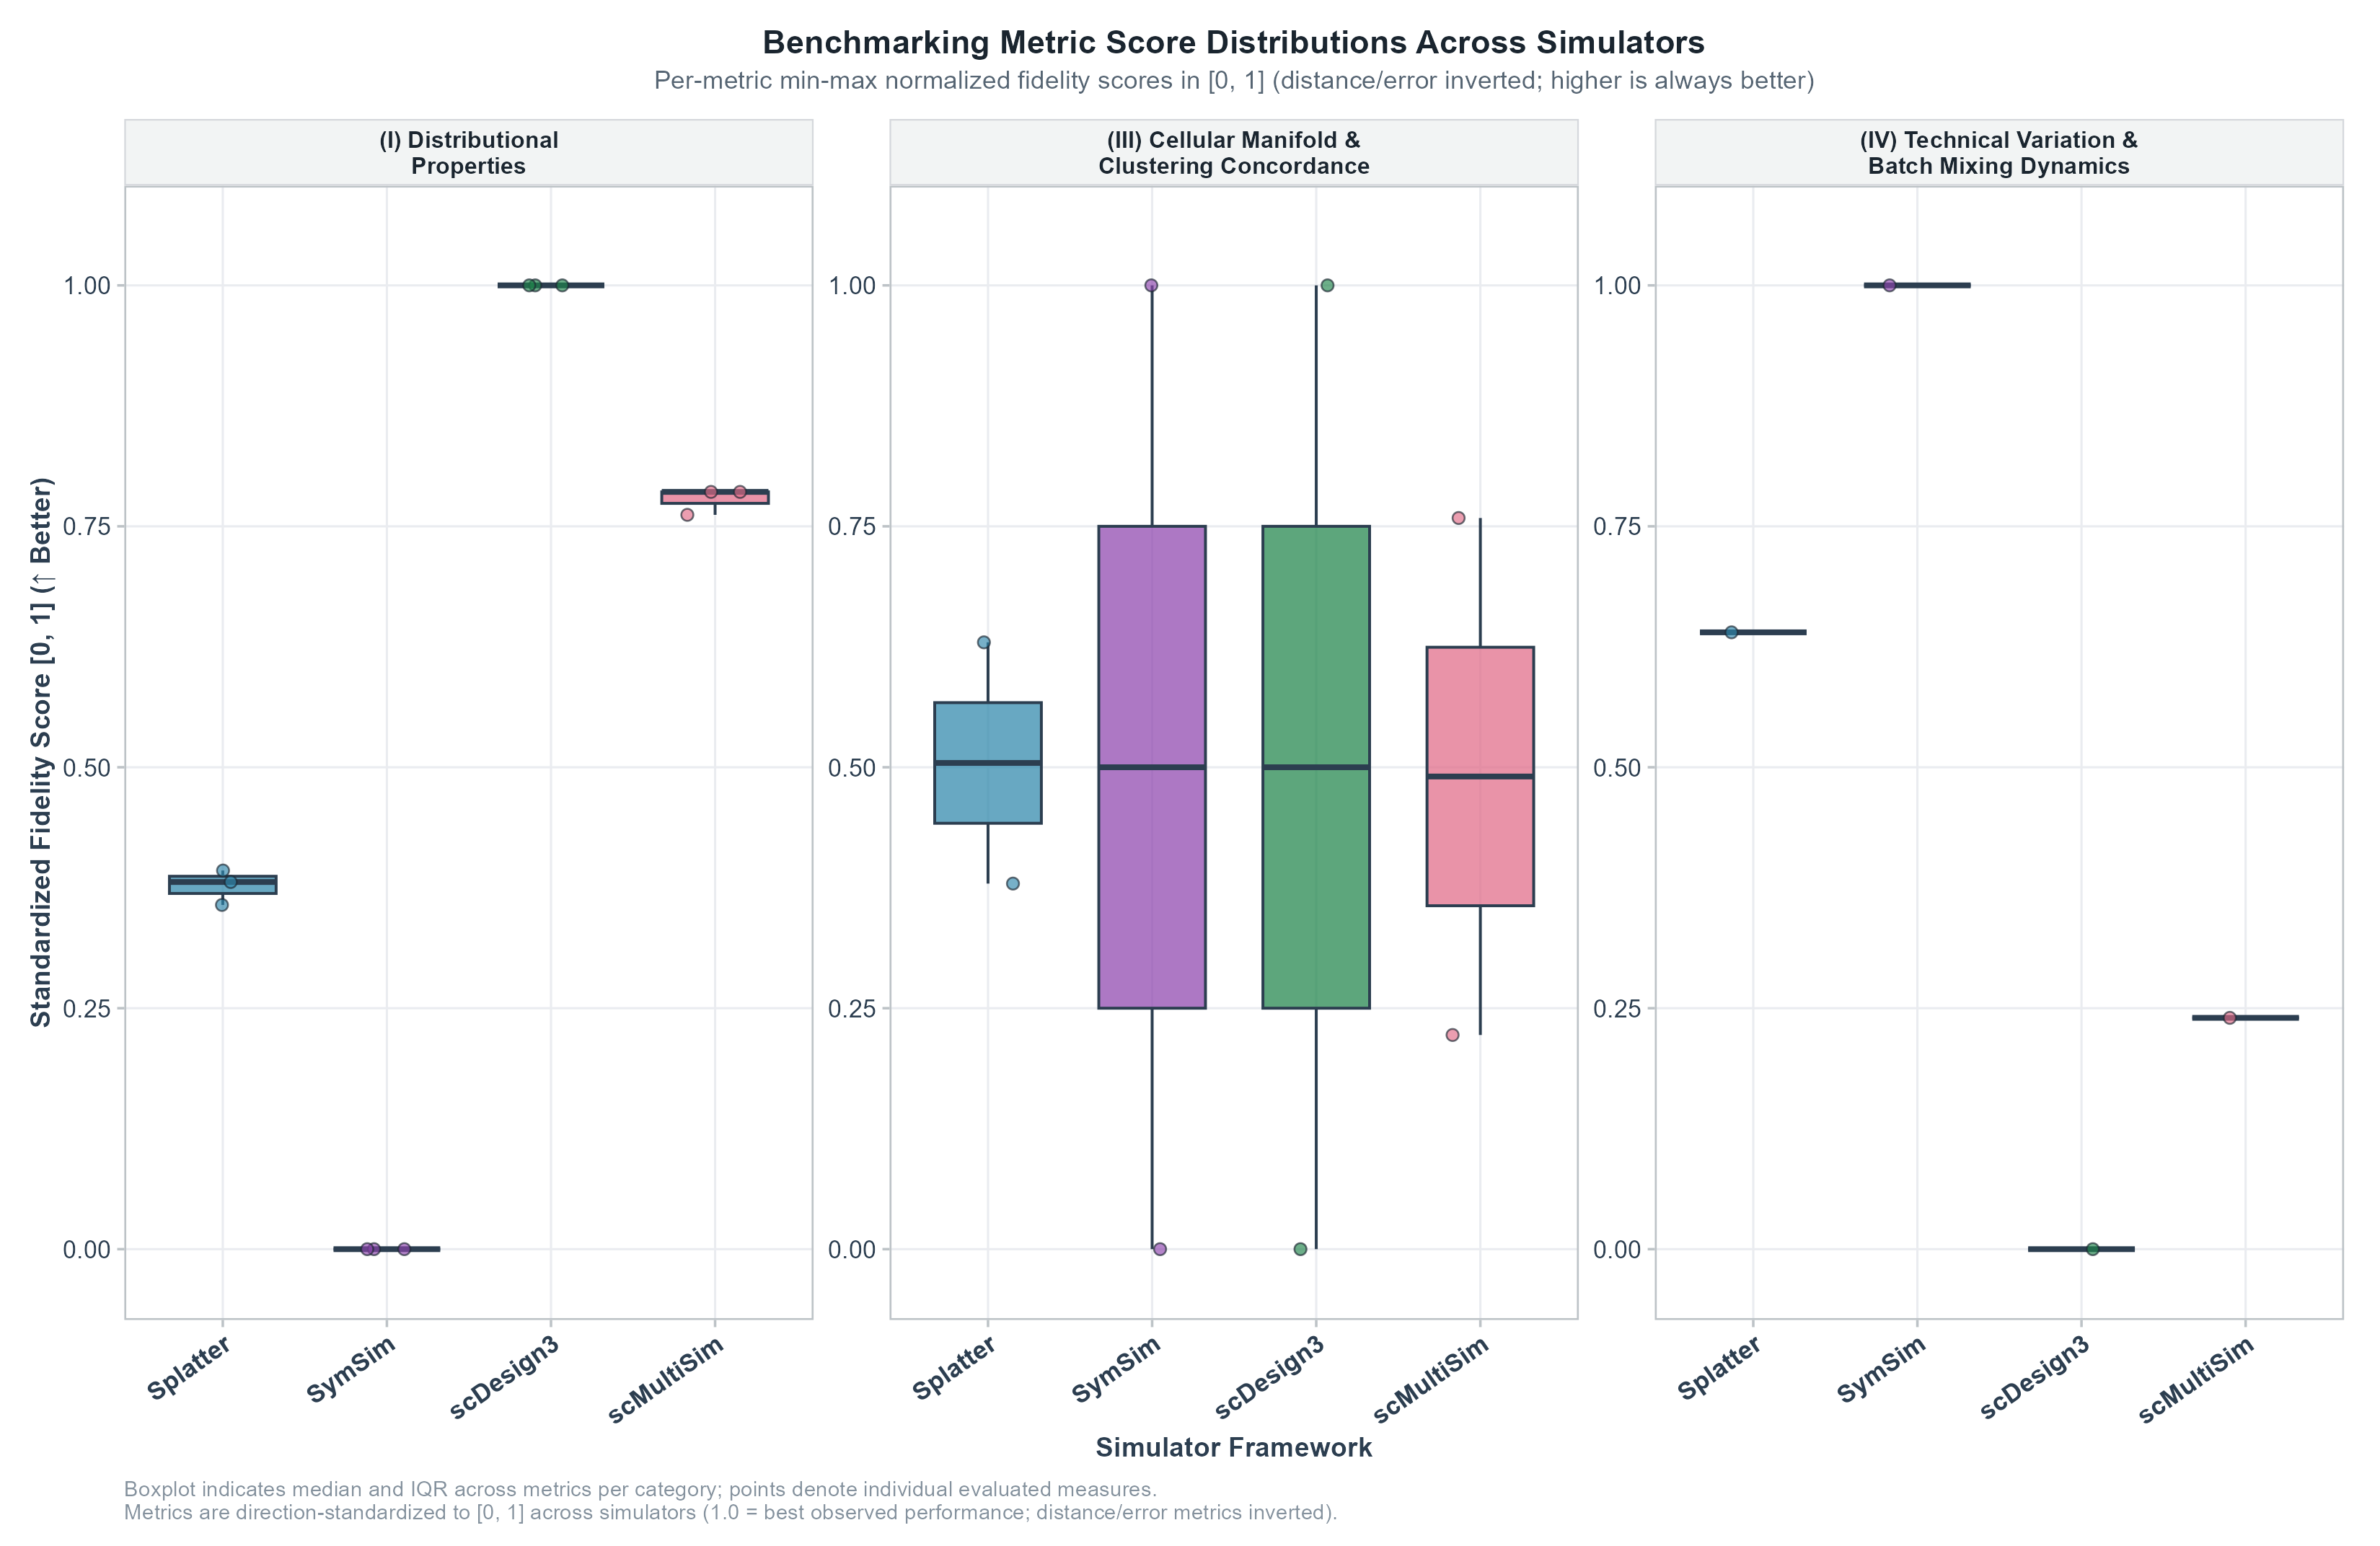 Benchmarking Metric Score Distributions Across Simulators
Per-metric min-max normalized fidelity scores in [0, 1] (distance/error inverted; higher is always better)
(I) Distributional
Properties
(III) Cellular Manifold &
Clustering Concordance
(IV) Technical Variation &
Batch Mixing Dynamics
Standardized Fidelity Score [0, 1] (↑ Better)
1.00
0.75
0.50
0.25
0.00
1.00
0.75
0.50
0.25
0.00
1.00
0.75
0.50
0.25
0.00
Splatter
SymSim
scDesign3
scMultiSim
Splatter
SymSim
scDesign3
scMultiSim
Splatter
SymSim
scDesign3
scMultiSim
Simulator Framework
Boxplot indicates median and IQR across metrics per category; points denote individual evaluated measures.
Metrics are direction-standardized to [0, 1] across simulators (1.0 = best observed performance; distance/error metrics inverted).